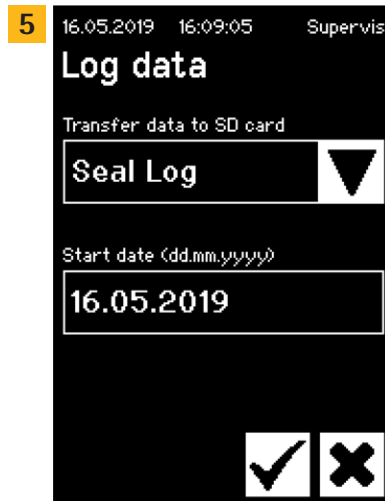 5
16.05.2019 16:09:05 Supervis
Log data
Transfer data to SD card
Seal Log
Start date (dd.mm.yyyy)
16.05.2019